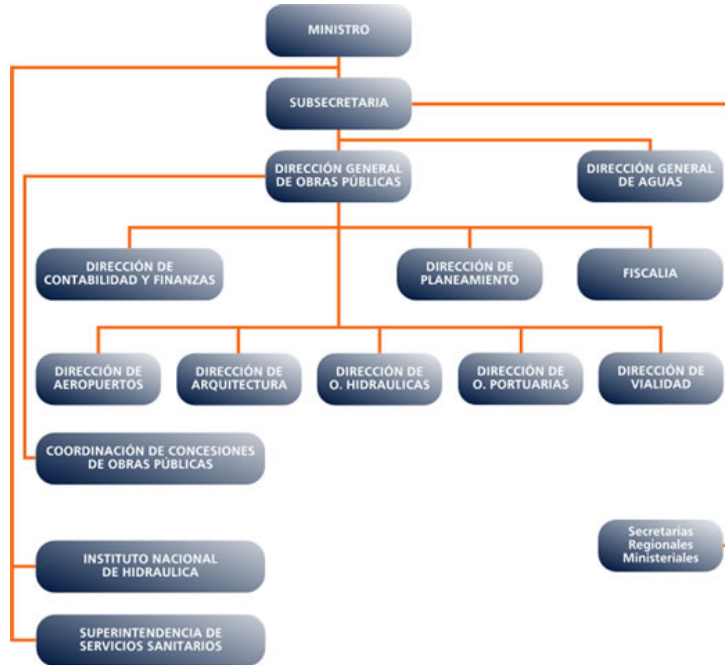 MINISTRO
SUBSECRETARIA
DIRECCIÓN GENERAL
DE OBRAS PÚBLICAS
DIRECCIÓN GENERAL
DE AGUAS
DIRECCIÓN DE
CONTABILIDAD Y FINANZAS
DIRECCIÓN DE
PLANEAMIENTO
FISCALIA
DIRECCIÓN DE
AEROPUERTOS
DIRECCIÓN DE
ARQUITECTURA
DIRECCIÓN DE
O. HIDRAULICAS
DIRECCIÓN DE
O. PORTUARIAS
DIRECCIÓN DE
VIALIDAD
COORDINACIÓN DE CONCESIONES
DE OBRAS PÚBLICAS
Secretarias
Regionales
Ministeriales
INSTITUTO NACIONAL
DE HIDRAÚLICA
SUPERINTENDENCIA DE
SERVICIOS SANITARIOS